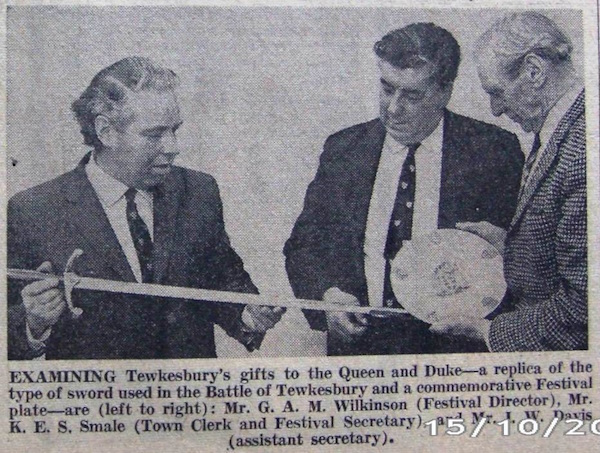 EXAMINING Tewkesbury's gifts to the Queen and Duke—a replica of the
type of sword used in the Battle of Tewkesbury and a commemorative Festival
plate—are (left to right): Mr. G. A. M. Wilkinson (Festival Director), Mr.
K. E. S. Smale (Town Clerk and Festival Secretary), and Mr. J. W. Davis
(assistant secretary).
15/10/20